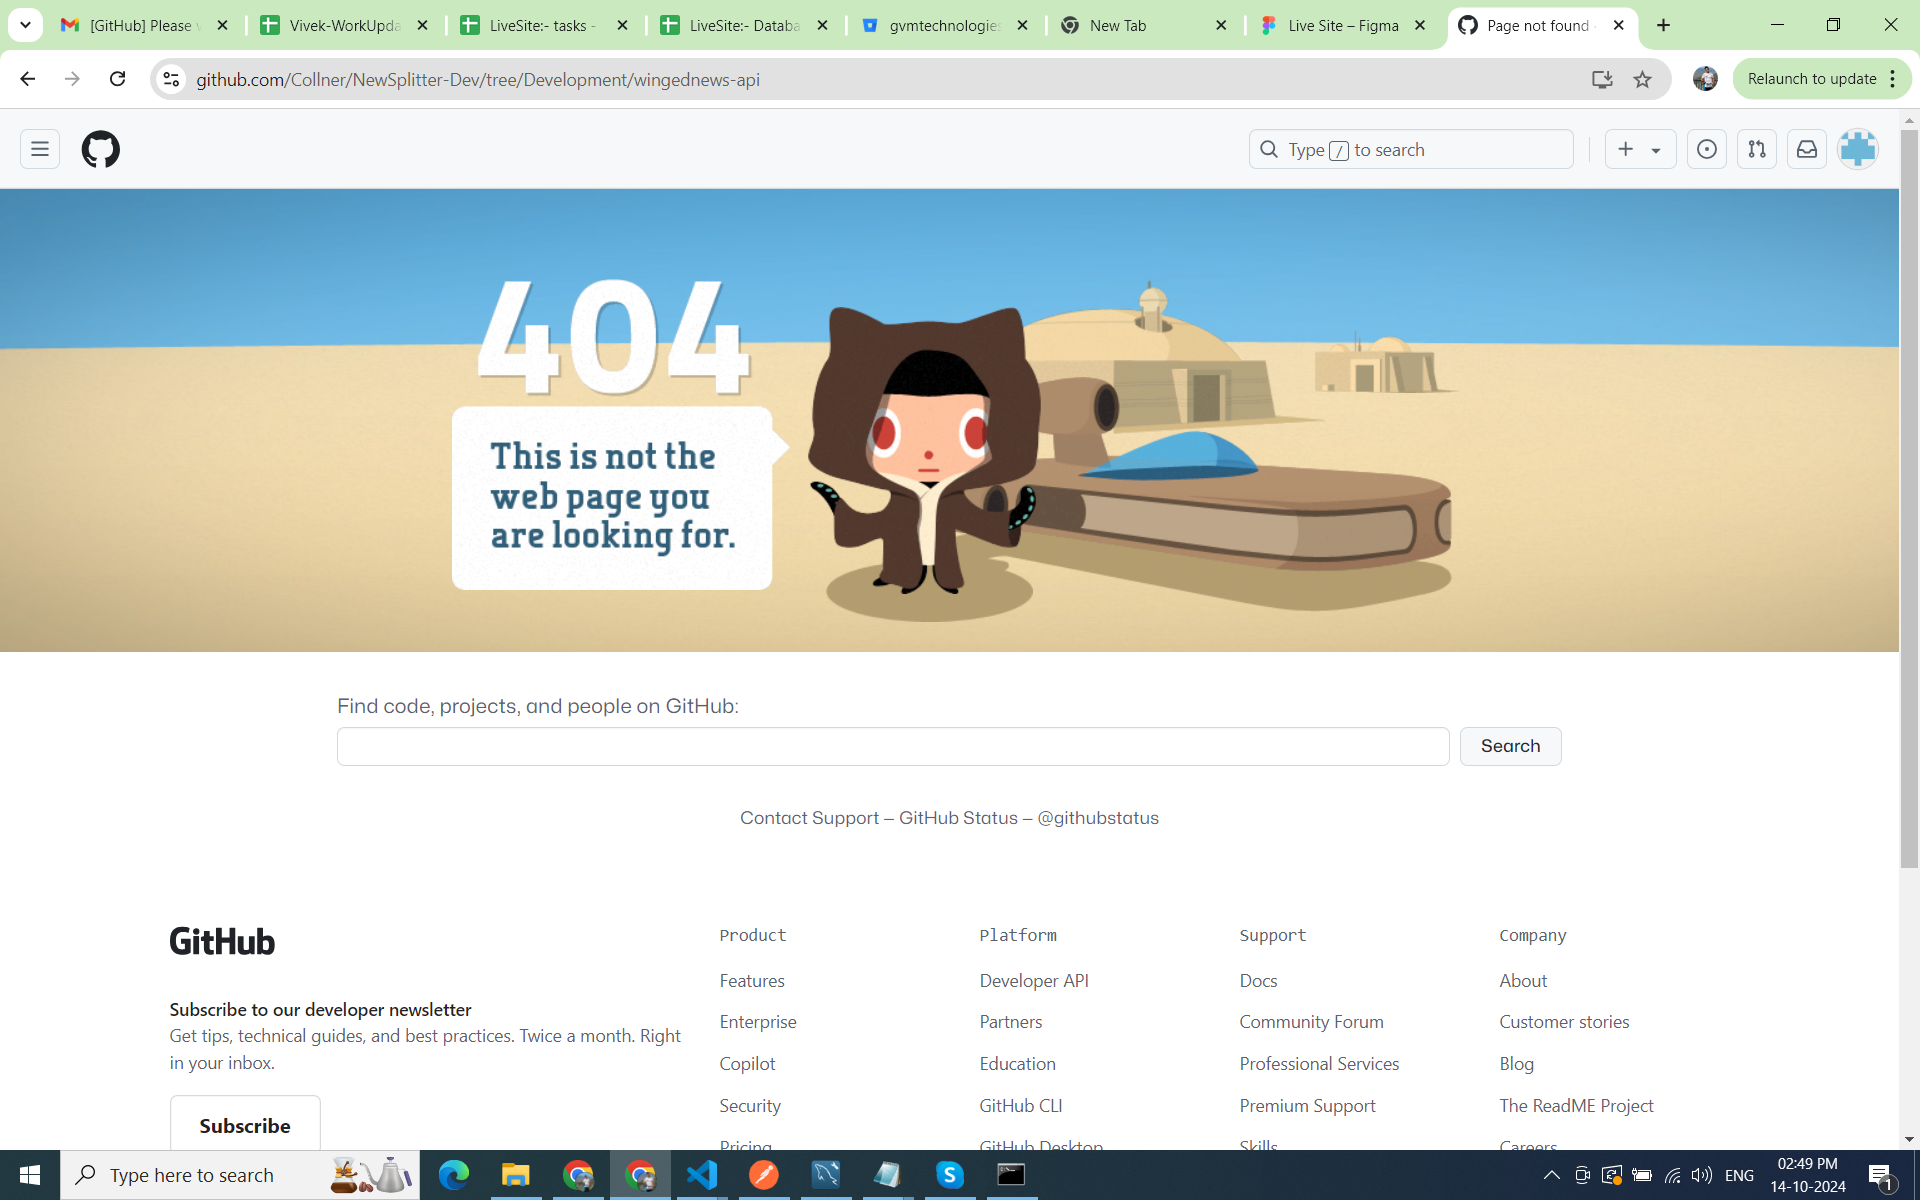 [GitHub] Please
Vivek-WorkUpda
LiveSite:- tasks -
LiveSite:- Databa
gvmtechnologies
New Tab
Live Site – Figma
Page not found
github.com/Collner/NewSplitter-Dev/tree/Development/wingednews-api
Relaunch to update
Type / to search
404
This is not the
web page you
are looking for.
Find code, projects, and people on GitHub:
Search
Contact Support — GitHub Status — @githubstatus
GitHub
Subscribe to our developer newsletter
Get tips, technical guides, and best practices. Twice a month. Right
in your inbox.
Subscribe
Product
Features
Enterprise
Copilot
Security
Pricing
Platform
Developer API
Partners
Education
GitHub CLI
GitHub Desktop
Support
Docs
Community Forum
Professional Services
Premium Support
Skills
Company
About
Customer stories
Blog
The ReadME Project
Careers
Type here to search
ENG
02:49 PM
14-10-2024
1